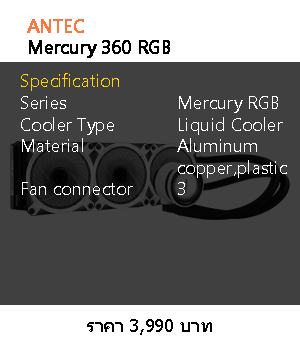 ANTEC
Mercury 360 RGB
Specification
Series Mercury RGB
Cooler Type Liquid Cooler
Material Aluminum
copper,plastic
Fan connector 3
ราคา 3,990 บาท